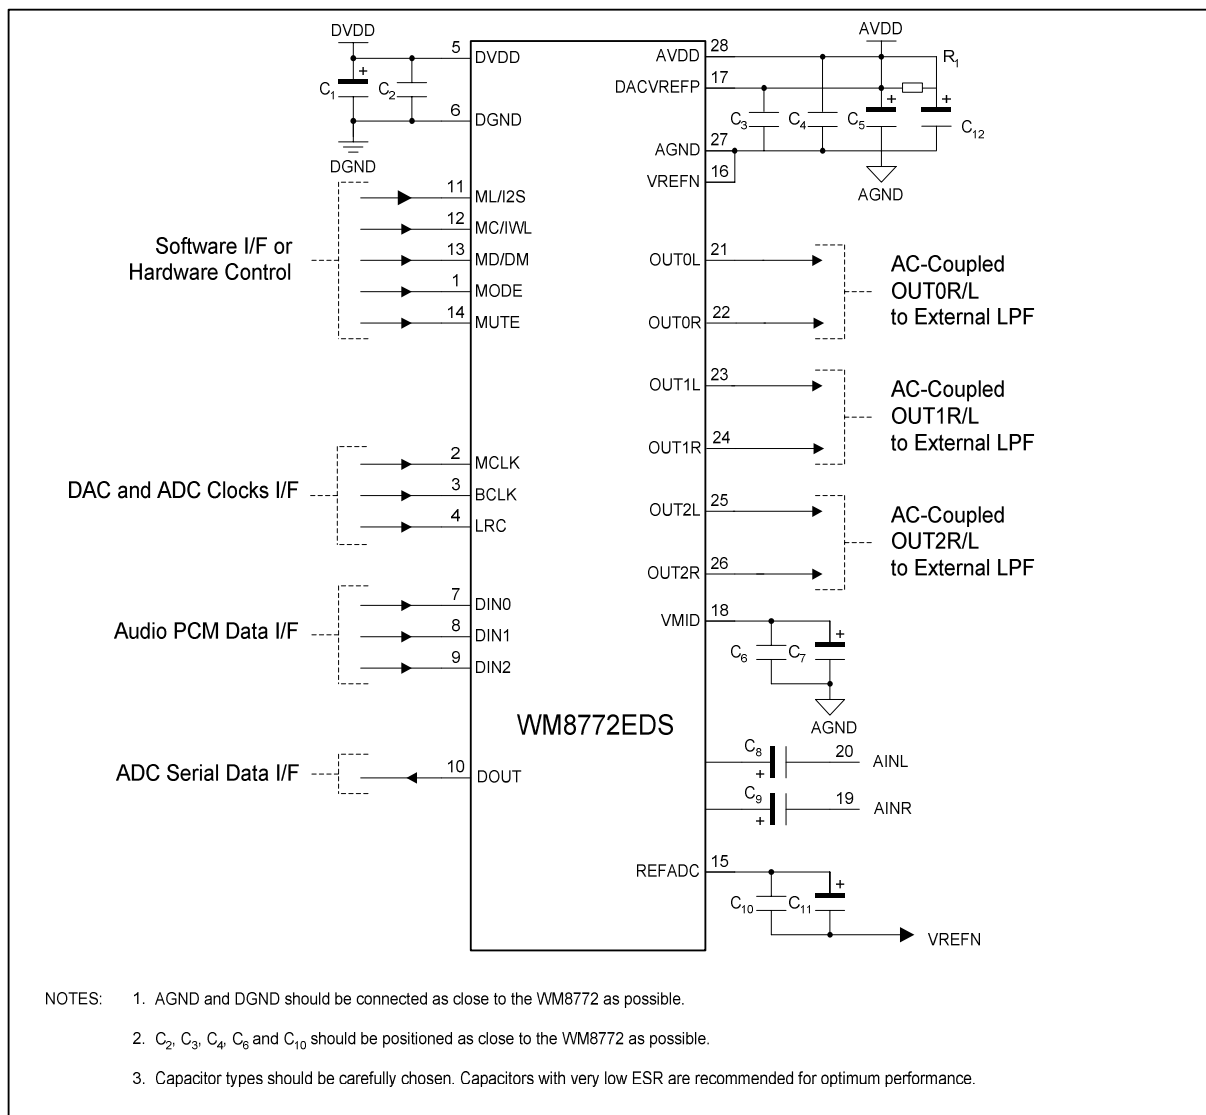 DVDD
AVDD
5
DVDD
AVDD
28
R1
+
C1
C2
DACVREFP
17
+
+
C3
C4
C5
C12
6
DGND
AGND
27
DGND
VREFN
16
AGND
Software I/F or
Hardware Control
11
ML/I2S
12
MC/IWL
13
MD/DM
1
MODE
14
MUTE
OUT0L
21
OUT0R
22
AC-Coupled
OUT0R/L
to External LPF
OUT1L
23
OUT1R
24
AC-Coupled
OUT1R/L
to External LPF
DAC and ADC Clocks I/F
2
MCLK
3
BCLK
4
LRC
OUT2L
25
OUT2R
26
AC-Coupled
OUT2R/L
to External LPF
Audio PCM Data I/F
7
DIN0
8
DIN1
9
DIN2
VMID
18
+
C6
C7
AGND
WM8772EDS
C8
+
20
AINL
C9
+
19
AINR
ADC Serial Data I/F
10
DOUT
REFADC
15
+
C10
C11
VREFN
NOTES: 1. AGND and DGND should be connected as close to the WM8772 as possible.
2. C2, C3, C4, C6 and C10 should be positioned as close to the WM8772 as possible.
3. Capacitor types should be carefully chosen. Capacitors with very low ESR are recommended for optimum performance.